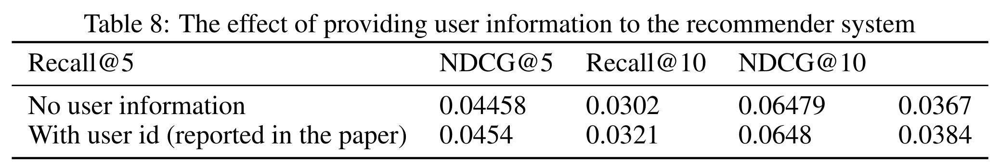 Table 8: The effect of providing user information to the recommender system
Recall@5 NDCG@5 Recall@10 NDCG@10
No user information 0.04458 0.0302 0.06479 0.0367
With user id (reported in the paper) 0.0454 0.0321 0.0648 0.0384